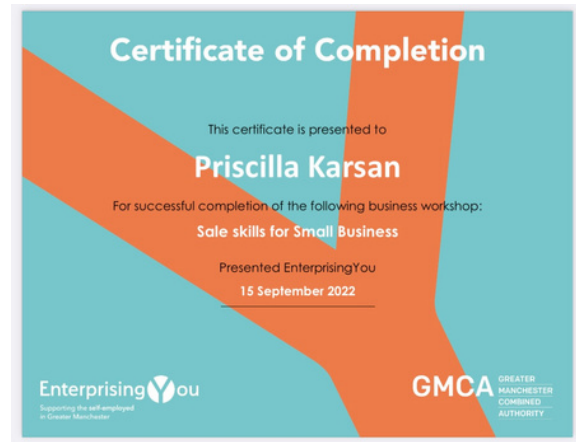 Certificate of Completion
This certificate is presented to
Priscilla Karsan
For successful completion of the following business workshop:
Sale skills for Small Business
Presented EnterprisingYou
15 September 2022
EnterprisingYou
Supporting the self-employed
in Greater Manchester
GMCA
GREATER
MANCHESTER
COMBINED
AUTHORITY